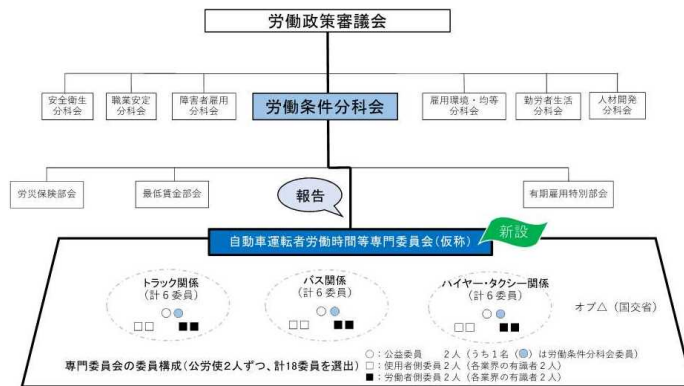 労働政策審議会
安全衛生
分科会
職業安定
分科会
障害者雇用
分科会
労働条件分科会
雇用環境・均等
分科会
勤労者生活
分科会
人材開発
分科会
労災保険部会
最低賃金部会
報告
有期雇用特別部会
自動車運転者労働時間等専門委員会(仮称)
新設
トラック関係
(計6委員)
バス関係
(計6委員)
ハイヤー・タクシー関係
(計6委員)
オブ△(国交省)
専門委員会の委員構成(公労使2人ずつ、計18委員を選出)
○:公益委員 2人(うち1名(●)は労働条件分科会委員)
□:使用者側委員2人(各業界の有識者2人)
■:労働者側委員2人(各業界の有識者2人)